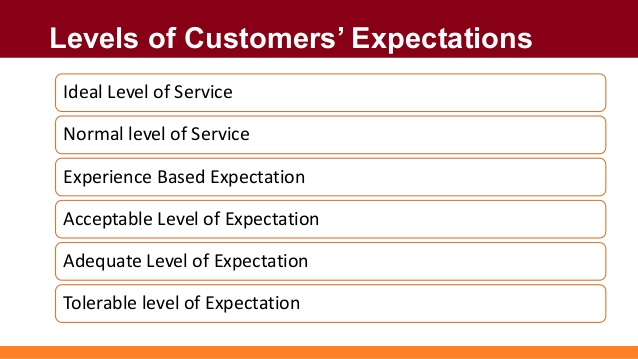 Levels of Customers’ Expectations
Ideal Level of Service
Normal level of Service
Experience Based Expectation
Acceptable Level of Expectation
Adequate Level of Expectation
Tolerable level of Expectation